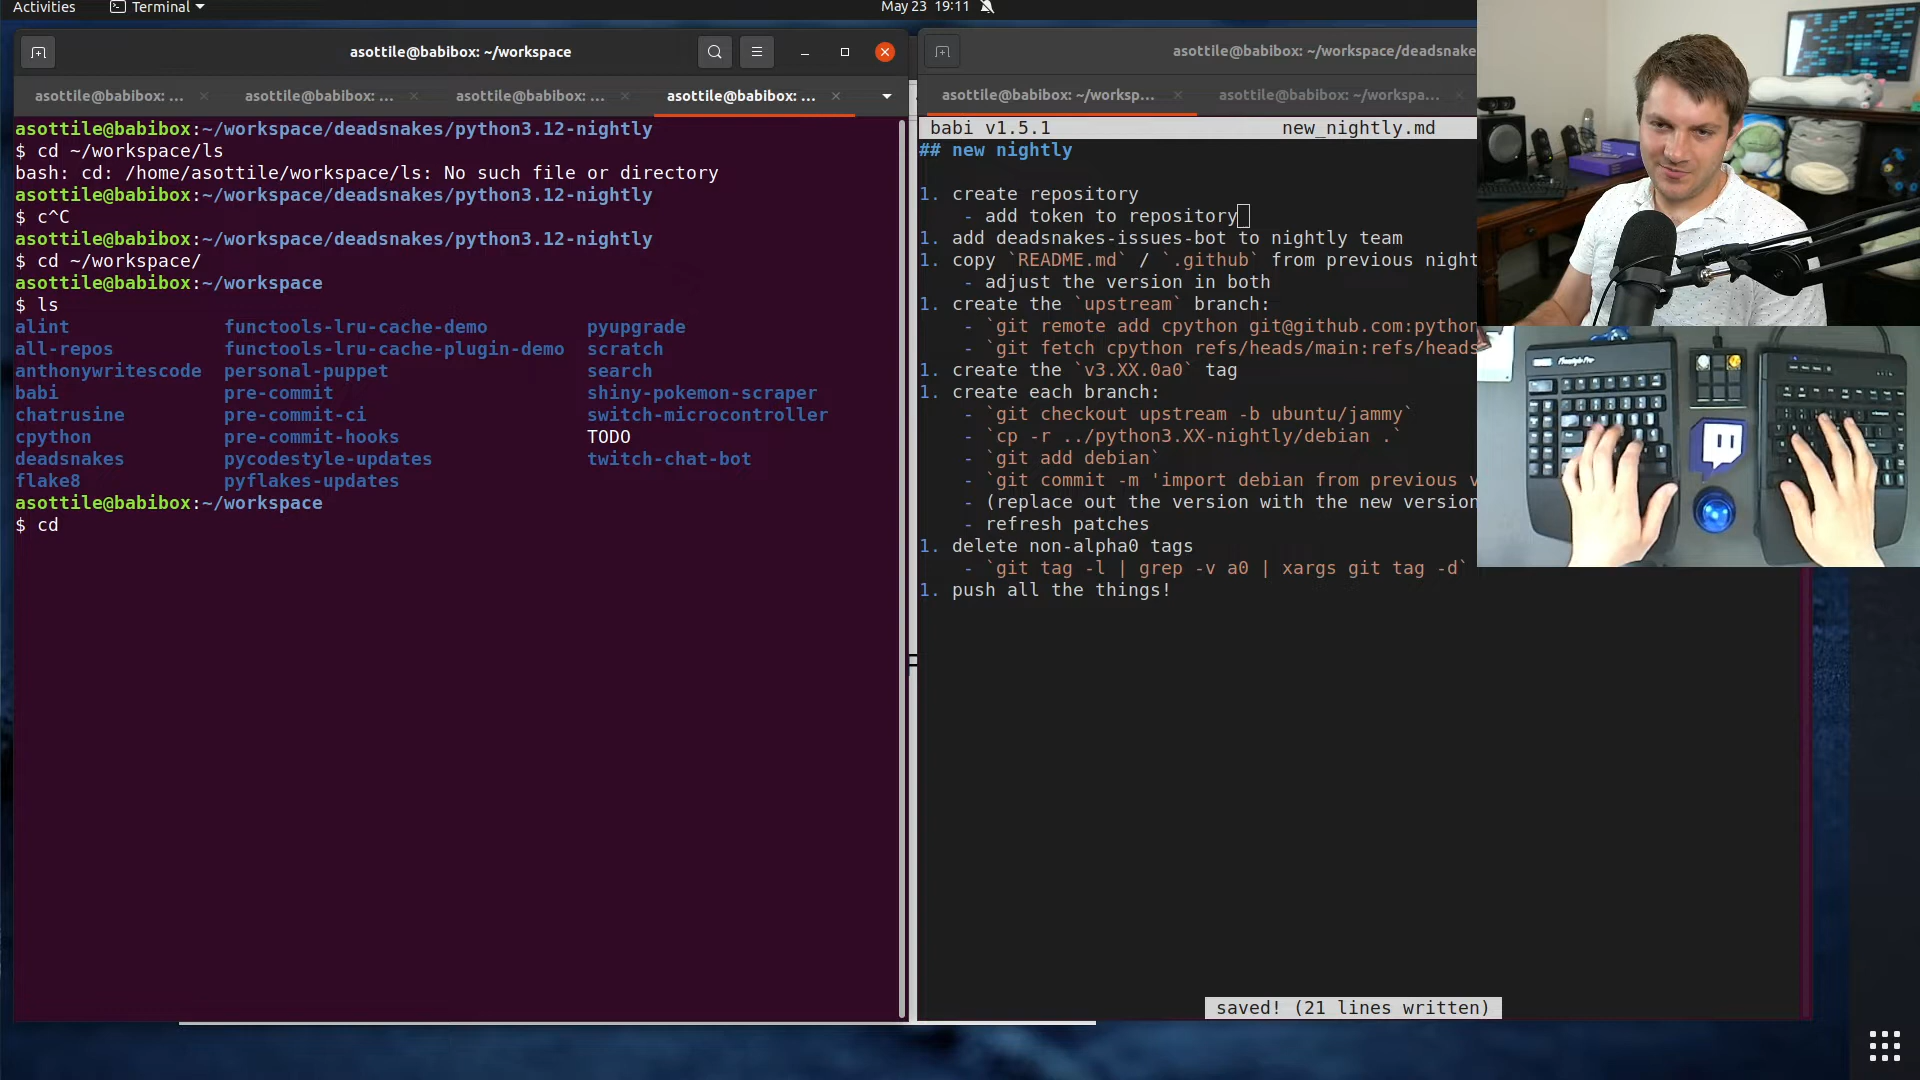 Activities Terminal May 23 19:11
asottile@babibox: ~/workspace
asottile@babibox: ... asottile@babibox: ... asottile@babibox: ... asottile@babibox: ...
asottile@babibox:~/workspace/deadsnakes/python3.12-nightly
$ cd ~/workspace/ls
bash: cd: /home/asottile/workspace/ls: No such file or directory
asottile@babibox:~/workspace/deadsnakes/python3.12-nightly
$ c^C
asottile@babibox:~/workspace/deadsnakes/python3.12-nightly
$ cd ~/workspace/
asottile@babibox:~/workspace
$ ls
alint functools-lru-cache-demo pyupgrade
all-repos functools-lru-cache-plugin-demo scratch
anthonywritescode personal-puppet search
babi pre-commit shiny-pokemon-scraper
chatrusine pre-commit-ci switch-microcontroller
cpython pre-commit-hooks TODO
deadsnakes pycodestyle-updates twitch-chat-bot
flake8 pyflakes-updates
asottile@babibox:~/workspace
$ cd
asottile@babibox: ~/workspace/deadsnake
asottile@babibox: ~/worksp... asottile@babibox: ~/workspa...
babi v1.5.1 new_nightly.md
## new nightly
1. create repository
- add token to repository
1. add deadsnakes-issues-bot to nightly team
1. copy `README.md` / `.github` from previous night
- adjust the version in both
1. create the `upstream` branch:
- `git remote add cpython git@github.com:python
- `git fetch cpython refs/heads/main:refs/heads
1. create the `v3.XX.0a0` tag
1. create each branch:
- `git checkout upstream -b ubuntu/jammy`
- `cp -r ../python3.XX-nightly/debian .`
- `git add debian`
- `git commit -m 'import debian from previous v
- (replace out the version with the new version
- refresh patches
1. delete non-alpha0 tags
- `git tag -l | grep -v a0 | xargs git tag -d`
1. push all the things!
saved! (21 lines written)